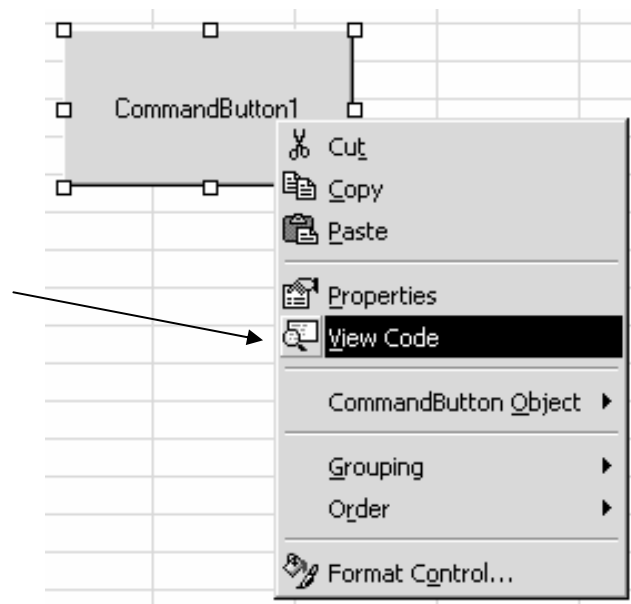 CommandButton1
Cut
Copy
Paste
Properties
View Code
CommandButton Object
Grouping
Order
Format Control...